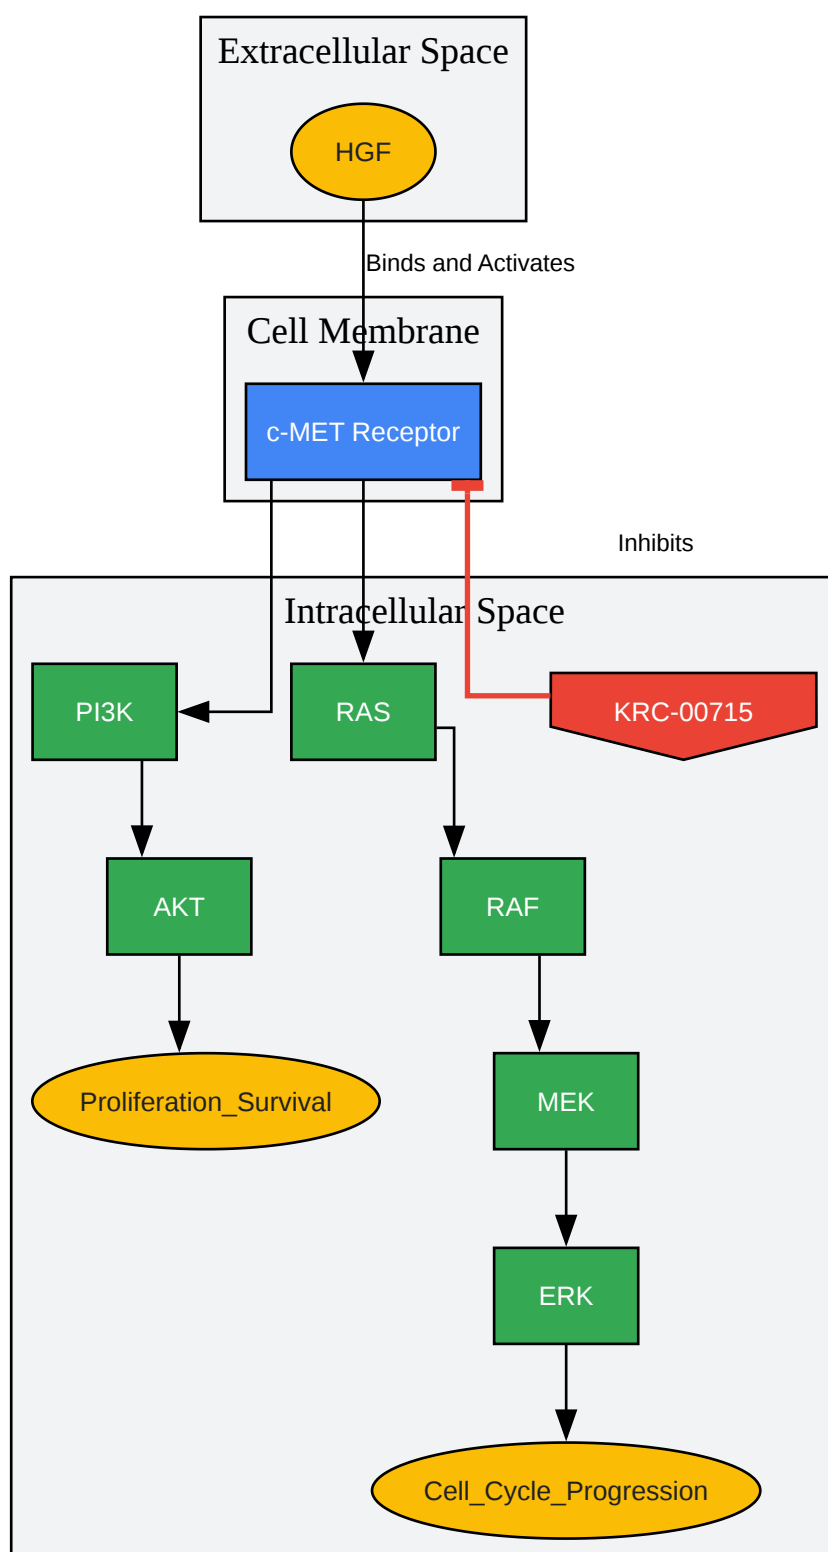 Extracellular Space
HGF
Binds and Activates
Cell Membrane
c-MET Receptor
Inhibits
Intracellular Space
PI3K
RAS
KRC-00715
AKT
RAF
Proliferation_Survival
MEK
ERK
Cell_Cycle_Progression